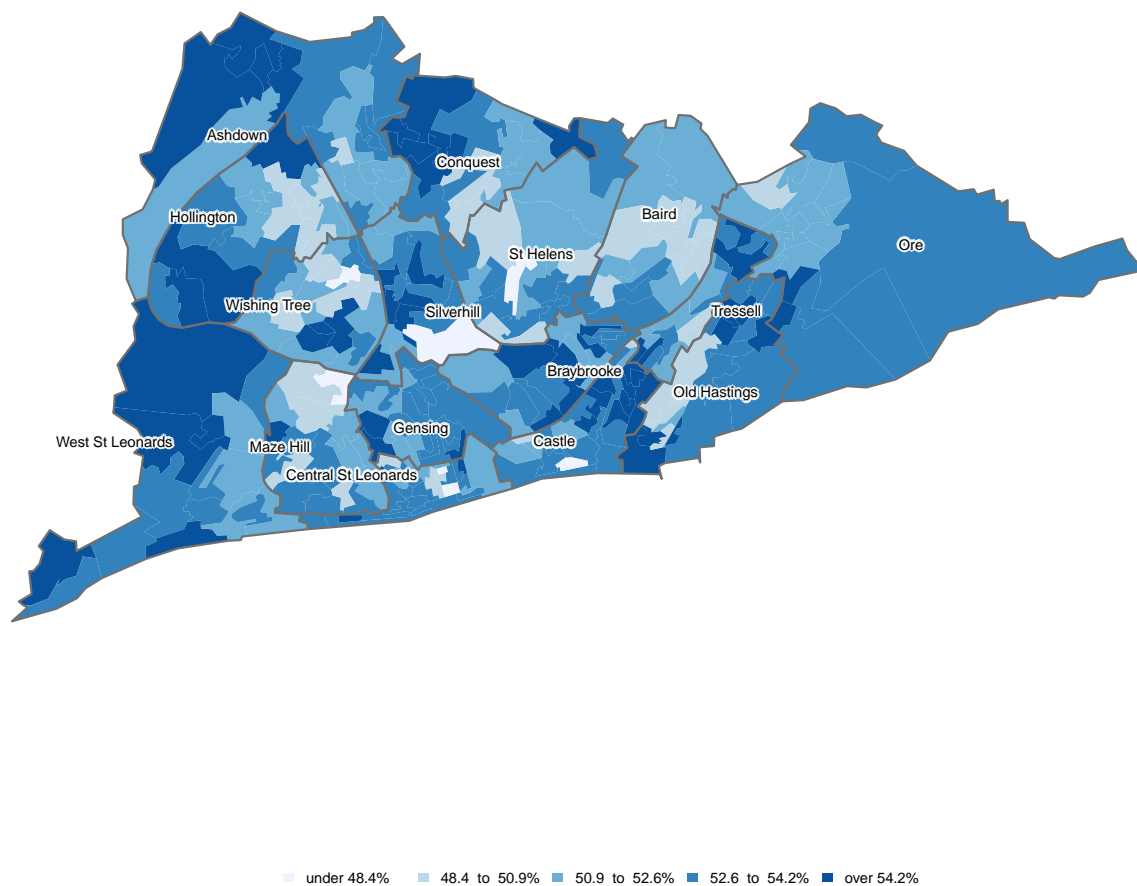 Ashdown
Conquest
Hollington
Baird
Ore
St Helens
Wishing Tree
Silverhill
Tressell
Braybrooke
Old Hastings
Gensing
West St Leonards
Maze Hill
Castle
Central St Leonards
under 48.4% 48.4 to 50.9% 50.9 to 52.6% 52.6 to 54.2% over 54.2%